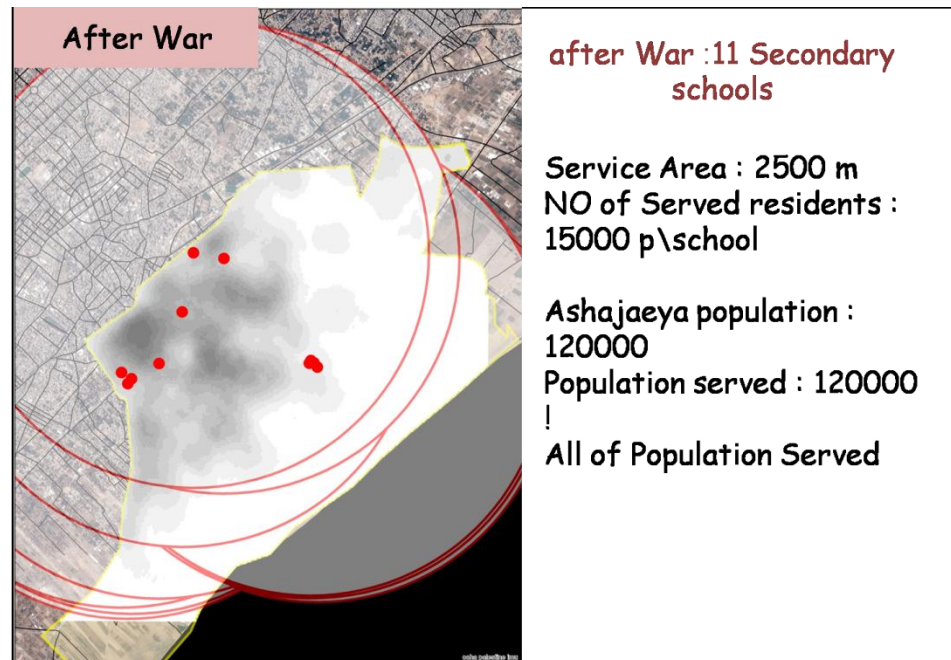 After War
after War :11 Secondary
schools
Service Area : 2500 m
NO of Served residents :
15000 p\school
Ashajaeya population :
120000
Population served : 120000
!
All of Population Served